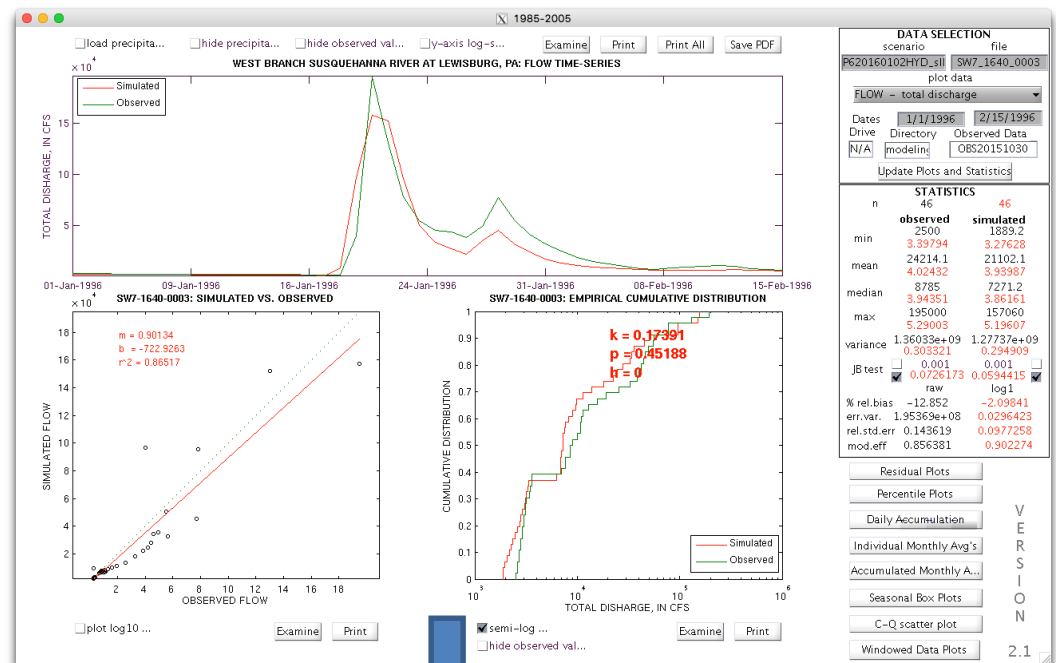 1985-2005
load precipita... hide precipita... hide observed val... y-axis log-s... Examine Print Print All Save PDF
× 10^4
WEST BRANCH SUSQUEHANNA RIVER AT LEWISBURG, PA: FLOW TIME-SERIES
Simulated
Observed
TOTAL DISHARGE, IN CFS
15
10
5
01-Jan-1996 09-Jan-1996 16-Jan-1996 24-Jan-1996 31-Jan-1996 08-Feb-1996 15-Feb-1996
× 10^4
SW7-1640-0003: SIMULATED VS. OBSERVED
m = 0.90134
b = -722.9263
r^2 = 0.86517
SIMULATED FLOW
18
16
14
12
10
8
6
4
2
2 4 6 8 10 12 14 16 18
OBSERVED FLOW
plot log10 ... Examine Print
SW7-1640-0003: EMPIRICAL CUMULATIVE DISTRIBUTION
k = 0.17391
p = 0.45188
h = 0
CUMULATIVE DISTRIBUTION
1
0.9
0.8
0.7
0.6
0.5
0.4
0.3
0.2
0.1
0
Simulated
Observed
10^3 10^4 10^5 10^6
TOTAL DISHARGE, IN CFS
semi-log ... Examine Print
hide observed val...
DATA SELECTION
scenario file
P620160102HYD_sll SW7_1640_0003
plot data
FLOW - total discharge
Dates 1/1/1996 2/15/1996
Drive Directory Observed Data
N/A modeling OBS20151030
Update Plots and Statistics
STATISTICS
n 46 46
observed simulated
min 2500 1889.2
3.39794 3.27628
mean 24214.1 21102.1
4.02432 3.93987
median 8785 7271.2
3.94351 3.86161
max 195000 157060
5.29003 5.19607
variance 1.36033e+09 1.27737e+09
0.303321 0.294909
JB test 0.001 0.001
0.0726173 0.0594415
raw log1
% rel.bias -12.852 -2.09841
err.var. 1.95369e+08 0.0296423
rel.std.err 0.143619 0.0977258
mod.eff 0.856381 0.902274
Residual Plots
Percentile Plots
Daily Accumulation
Individual Monthly Avg's
Accumulated Monthly A...
Seasonal Box Plots
C-Q scatter plot
Windowed Data Plots
VERSION
2.1